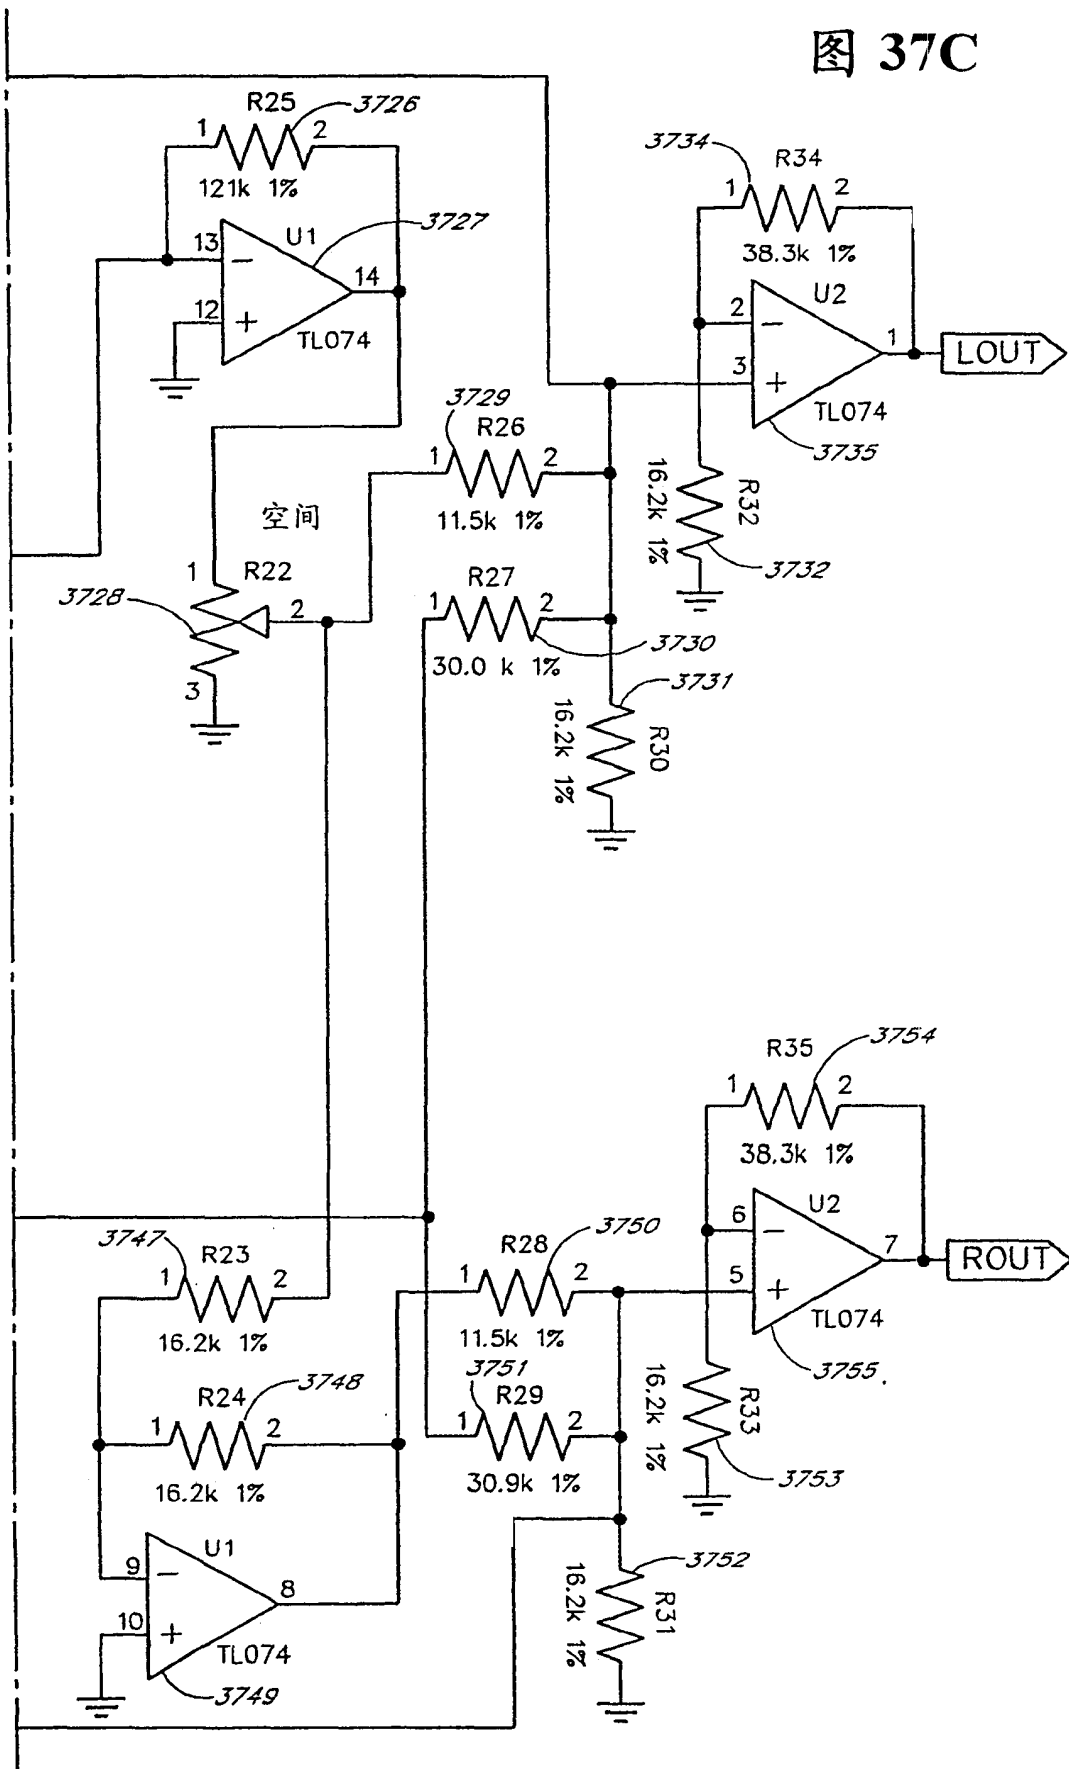 图 37C
R25
3726
1
2
121k 1%
3727
U1
13
−
14
12
+
TL074
3734
R34
1
2
38.3k 1%
U2
2
−
1
LOUT
3
+
TL074
3735
3729
R26
1
2
11.5k 1%
16.2k 1%
R32
3732
空间
1
R22
3728
2
3
R27
1
2
30.0 k 1%
3730
3731
16.2k 1%
R30
R35
3754
1
2
38.3k 1%
U2
6
−
7
ROUT
5
+
TL074
3755
3747
R23
1
2
16.2k 1%
R28
3750
1
2
11.5k 1%
3751
R29
1
2
30.9k 1%
16.2k 1%
R33
3753
R24
3748
1
2
16.2k 1%
U1
9
−
8
10
+
TL074
3749
3752
16.2k 1%
R31